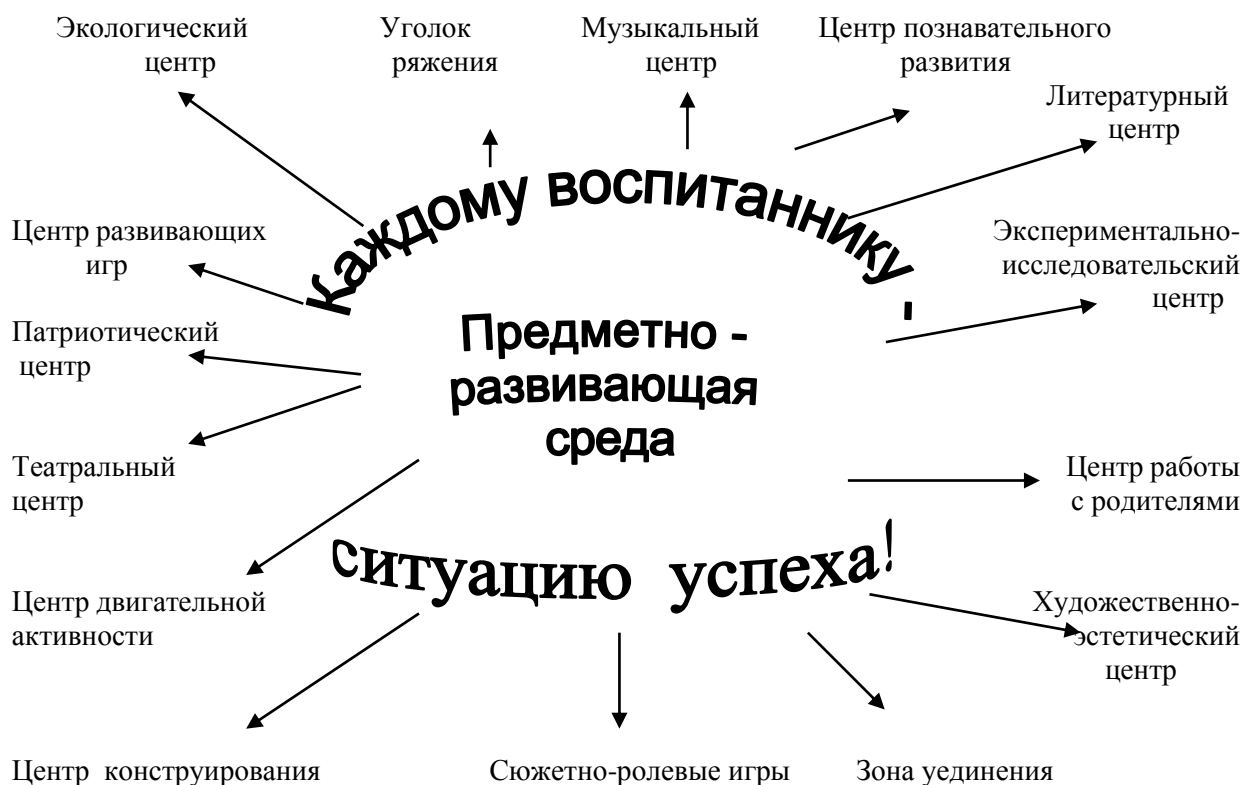 Экологический
центр
Уголок
ряжения
Музыкальный
центр
Центр познавательного
развития
Литературный
центр
Каждому воспитаннику -
Центр развивающих
игр
Экспериментально-
исследовательский
центр
Патриотический
центр
Предметно -
развивающая
среда
Театральный
центр
Центр работы
с родителями
ситуацию успеха!
Центр двигательной
активности
Художественно-
эстетический
центр
Центр конструирования
Сюжетно-ролевые игры
Зона уединения